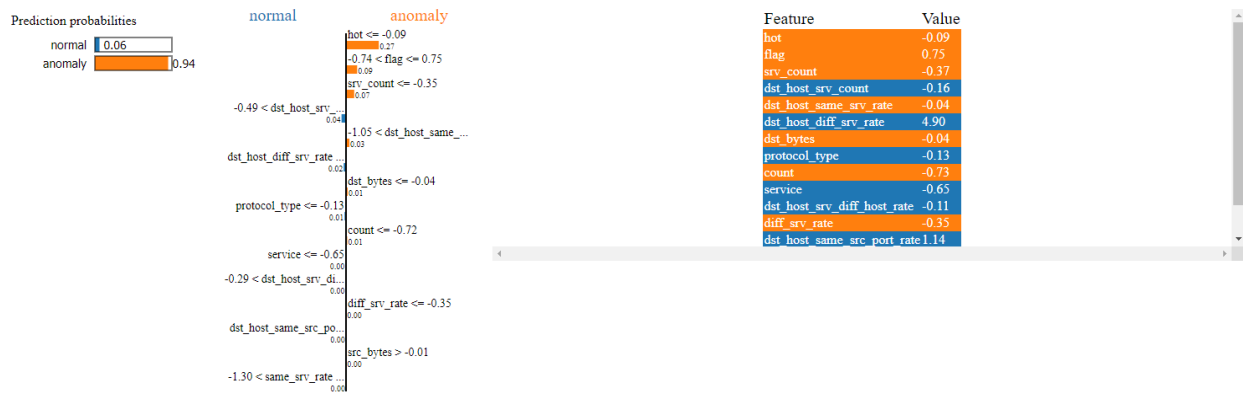 Prediction probabilities
normal 0.06
anomaly 0.94
normal anomaly
hot <= -0.09
0.27
-0.74 < flag <= 0.75
0.09
srv_count <= -0.35
0.07
-0.49 < dst_host_srv_...
0.04
-1.05 < dst_host_same_...
0.03
dst_host_diff_srv_rate ...
0.02
dst_bytes <= -0.04
0.01
protocol_type <= -0.13
0.01
count <= -0.72
0.01
service <= -0.65
0.00
-0.29 < dst_host_srv_di...
0.00
diff_srv_rate <= -0.35
0.00
dst_host_same_src_po...
0.00
src_bytes > -0.01
0.00
-1.30 < same_srv_rate ...
0.00
Feature Value
hot -0.09
flag 0.75
srv_count -0.37
dst_host_srv_count -0.16
dst_host_same_srv_rate -0.04
dst_host_diff_srv_rate 4.90
dst_bytes -0.04
protocol_type -0.13
count -0.73
service -0.65
dst_host_srv_diff_host_rate -0.11
diff_srv_rate -0.35
dst_host_same_src_port_rate 1.14